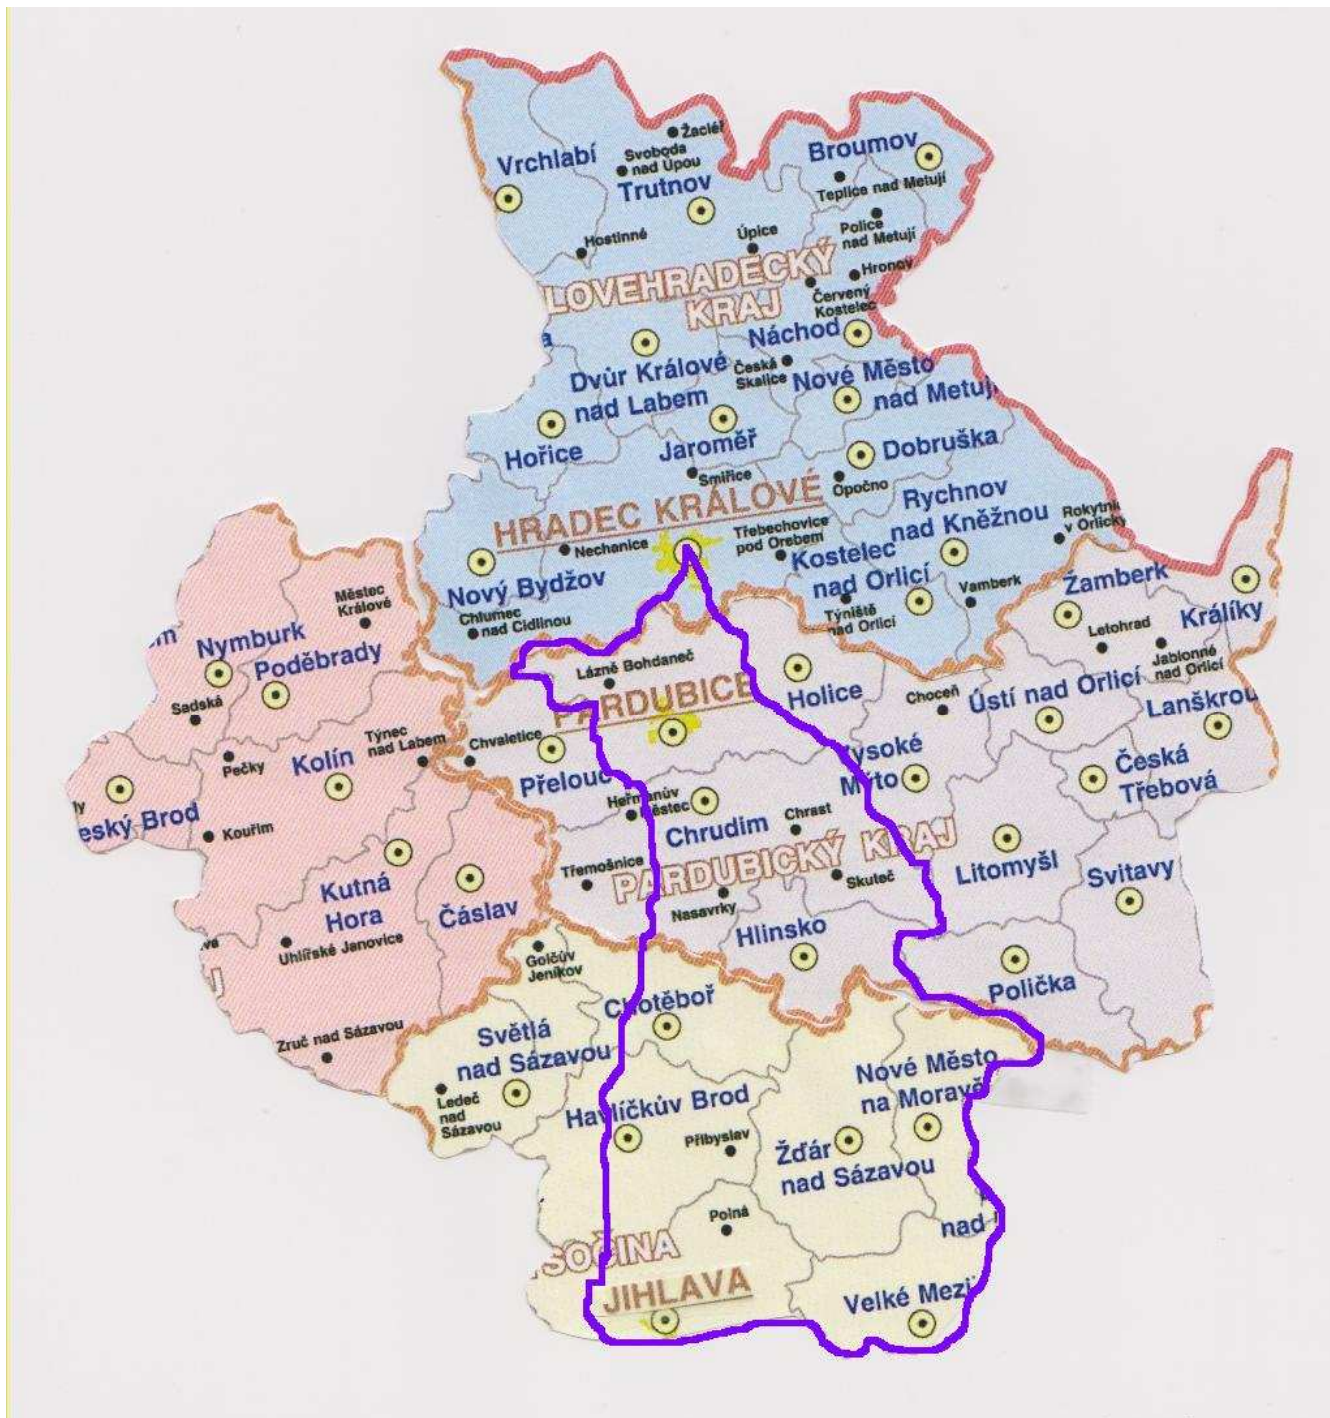 Žacléř
Broumov
Vrchlabí
Svoboda
nad Úpou
Trutnov
Teplice nad Metují
Hostinné
Úpice
Police
nad Metují
LOVEHRADECKÝ
KRAJ
Hronov
Červený
Kostelec
a
Náchod
Dvůr Králové
nad Labem
Česká
Skalice
Nové Město
nad Metují
Hořice
Jaroměř
Dobruška
Smiřice
Opočno
HRADEC KRÁLOVÉ
Rychnov
nad Kněžnou
Rokytni
v Orlický
Nechanice
Třebechovice
pod Orebem
Kostelec
nad Orlicí
Nový Bydžov
Vamberk
Žamberk
Městec
Králové
Chlumec
nad Cidlinou
Týniště
nad Orlicí
Králíky
m
Nymburk
Poděbrady
Letohrad
Jablonné
nad Orlicí
Lázně Bohdaneč
Sadská
PARDUBICE
Holice
Choceň
Ústí nad Orlicí
Lanškrou
Týnec
nad Labem
Chvaletice
Pečky
Kolín
Přelouč
Vysoké
Mýto
Česká
Třebová
ly
eský Brod
Kouřim
Heřmanův
Městec
Chrudim
Chrast
PARDUBICKÝ KRAJ
Litomyšl
Svitavy
Kutná
Hora
Čáslav
Třemošnice
Nasavrky
Skuteč
Hlinsko
Uhlířské Janovice
Golčův
Jeníkov
Polička
J
Chotěboř
Zruč nad Sázavou
Světlá
nad Sázavou
Nové Město
na Moravě
Ledeč
nad
Sázavou
Havlíčkův Brod
Přibyslav
Žďár
nad Sázavou
Polná
nad
SOČINA
JIHLAVA
Velké Mezi